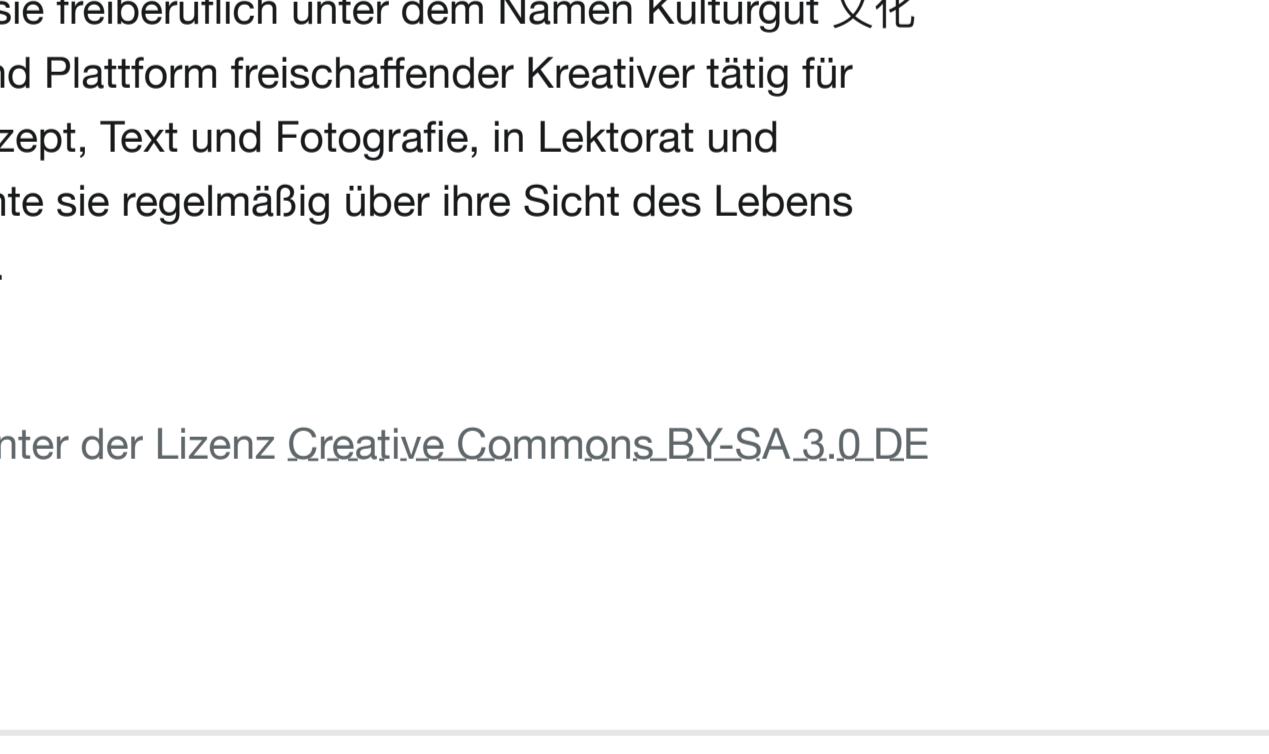 sie freiberuflich unter dem Namen Kulturgut 文化
nd Plattform freischaffender Kreativer tätig für
zept, Text und Fotografie, in Lektorat und
nte sie regelmäßig über ihre Sicht des Lebens
.
nter der Lizenz Creative Commons BY-SA 3.0 DE